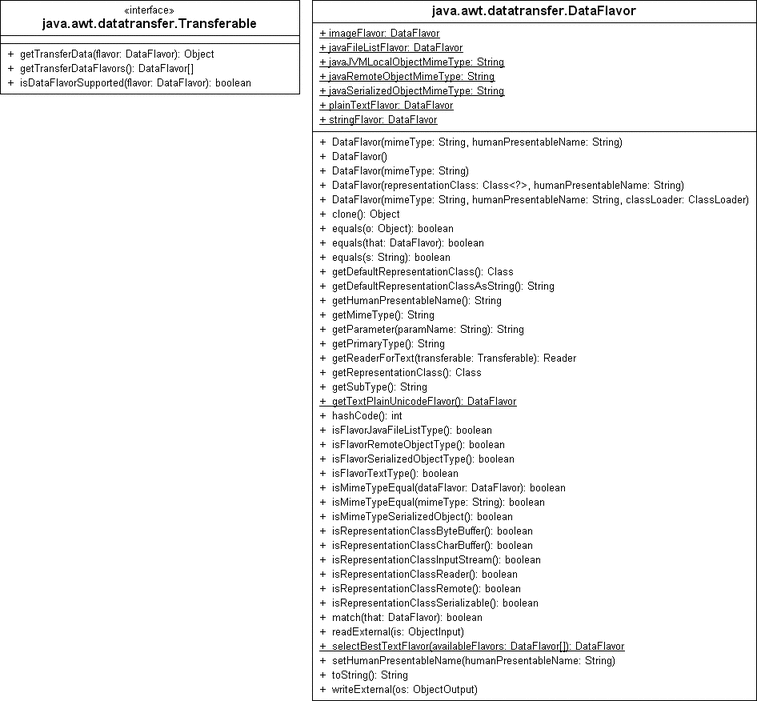 «interface»
java.awt.datatransfer.Transferable
+ getTransferData(flavor: DataFlavor): Object
+ getTransferDataFlavors(): DataFlavor[]
+ isDataFlavorSupported(flavor: DataFlavor): boolean
java.awt.datatransfer.DataFlavor
+ imageFlavor: DataFlavor
+ javaFileListFlavor: DataFlavor
+ javaJVMLocalObjectMimeType: String
+ javaRemoteObjectMimeType: String
+ javaSerializedObjectMimeType: String
+ plainTextFlavor: DataFlavor
+ stringFlavor: DataFlavor
+ DataFlavor(mimeType: String, humanPresentableName: String)
+ DataFlavor()
+ DataFlavor(mimeType: String)
+ DataFlavor(representationClass: Class<?>, humanPresentableName: String)
+ DataFlavor(mimeType: String, humanPresentableName: String, classLoader: ClassLoader)
+ clone(): Object
+ equals(o: Object): boolean
+ equals(that: DataFlavor): boolean
+ equals(s: String): boolean
+ getDefaultRepresentationClass(): Class
+ getDefaultRepresentationClassAsString(): String
+ getHumanPresentableName(): String
+ getMimeType(): String
+ getParameter(paramName: String): String
+ getPrimaryType(): String
+ getReaderForText(transferable: Transferable): Reader
+ getRepresentationClass(): Class
+ getSubType(): String
+ getTextPlainUnicodeFlavor(): DataFlavor
+ hashCode(): int
+ isFlavorJavaFileListType(): boolean
+ isFlavorRemoteObjectType(): boolean
+ isFlavorSerializedObjectType(): boolean
+ isFlavorTextType(): boolean
+ isMimeTypeEqual(dataFlavor: DataFlavor): boolean
+ isMimeTypeEqual(mimeType: String): boolean
+ isMimeTypeSerializedObject(): boolean
+ isRepresentationClassByteBuffer(): boolean
+ isRepresentationClassCharBuffer(): boolean
+ isRepresentationClassInputStream(): boolean
+ isRepresentationClassReader(): boolean
+ isRepresentationClassRemote(): boolean
+ isRepresentationClassSerializable(): boolean
+ match(that: DataFlavor): boolean
+ readExternal(is: ObjectInput)
+ selectBestTextFlavor(availableFlavors: DataFlavor[]): DataFlavor
+ setHumanPresentableName(humanPresentableName: String)
+ toString(): String
+ writeExternal(os: ObjectOutput)